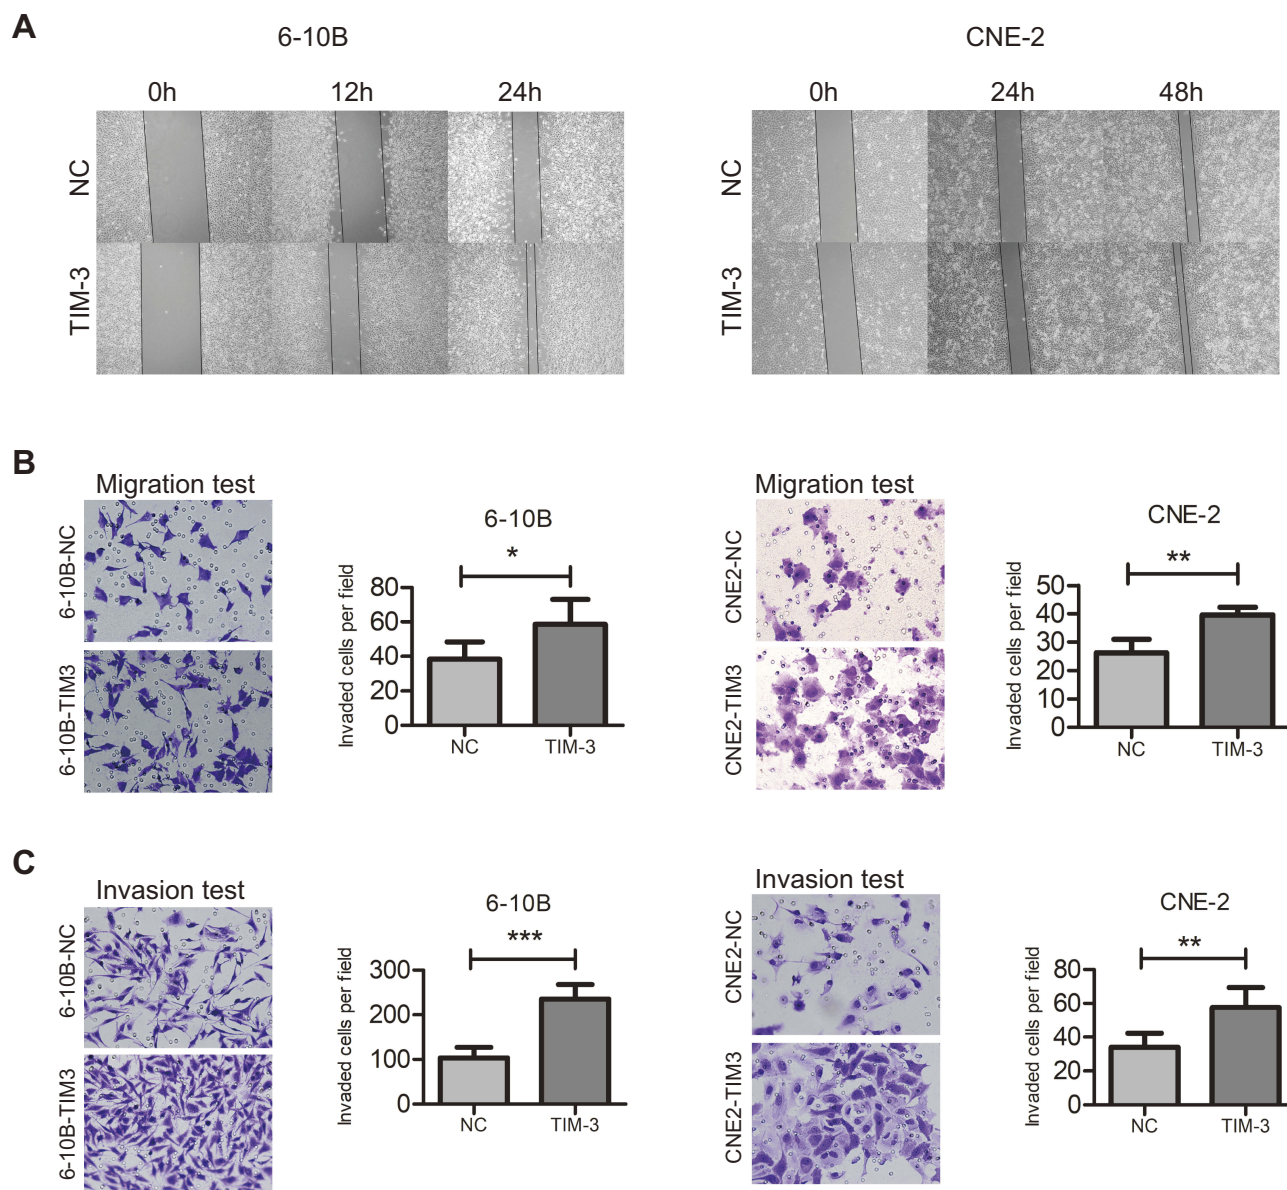 A
6-10B
CNE-2
0h 12h 24h
0h 24h 48h
NC
TIM-3
NC
TIM-3
B
Migration test
6-10B-NC
6-10B-TIM3
6-10B
*
Invaded cells per field
80
60
40
20
0
NC TIM-3
Migration test
CNE2-NC
CNE2-TIM3
CNE-2
**
Invaded cells per field
50
40
30
20
10
0
NC TIM-3
C
Invasion test
6-10B-NC
6-10B-TIM3
6-10B
***
Invaded cells per field
300
200
100
0
NC TIM-3
Invasion test
CNE2-NC
CNE2-TIM3
CNE-2
**
Invaded cells per field
80
60
40
20
0
NC TIM-3